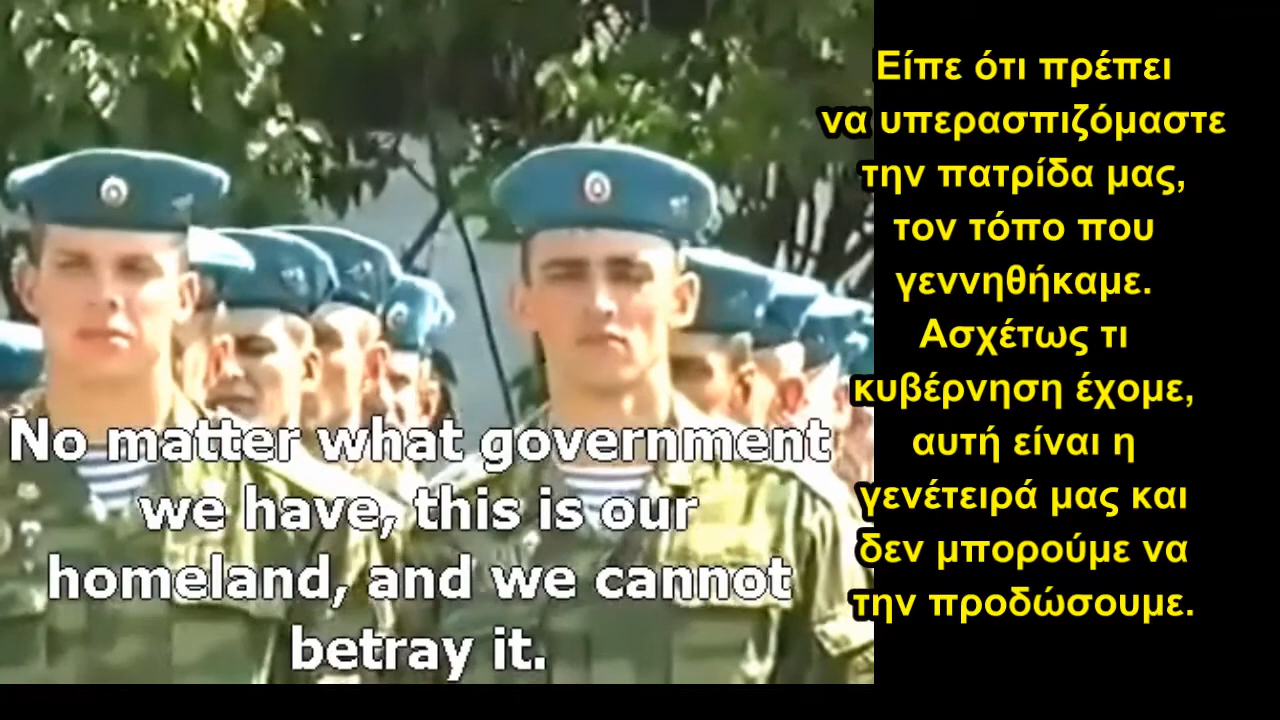 No matter what government
we have, this is our
homeland, and we cannot
betray it.
Είπε ότι πρέπει
να υπερασπιζόμαστε
την πατρίδα μας,
τον τόπο που
γεννηθήκαμε.
Ασχέτως τι
κυβέρνηση έχομε,
αυτή είναι η
γενέτειρά μας και
δεν μπορούμε να
την προδώσουμε.